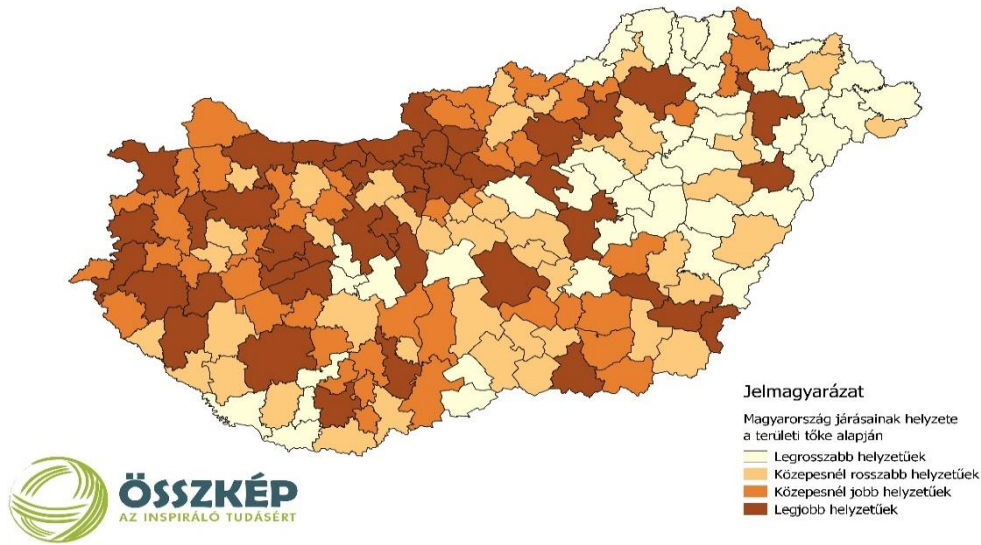 Jelmagyarázat
Magyarország járásainak helyzete
a területi tőke alapján
Legrosszabb helyzetűek
Közepesnél rosszabb helyzetűek
Közepesnél jobb helyzetűek
Legjobb helyzetűek
ÖSSZKÉP
AZ INSPIRÁLÓ TUDÁSÉRT